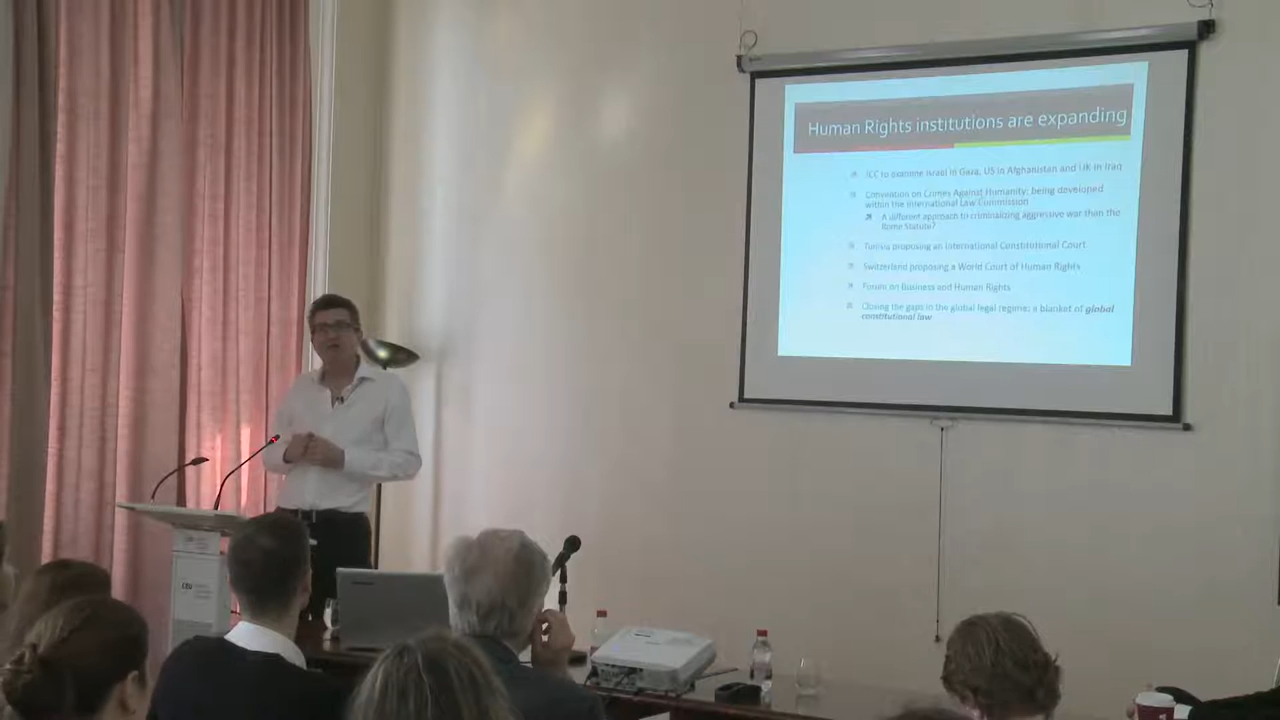 Human Rights institutions are expanding
ICC to examine Israel in Gaza, US in Afghanistan and UK in Iraq
Convention on Crimes Against Humanity: being developed
within the International Law Commission
A different approach to criminalizing aggressive war than the
Rome Statute?
Tunisia proposing an International Constitutional Court
Switzerland proposing a World Court of Human Rights
Forum on Business and Human Rights
Closing the gaps in the global legal regime: a blanket of global
constitutional law